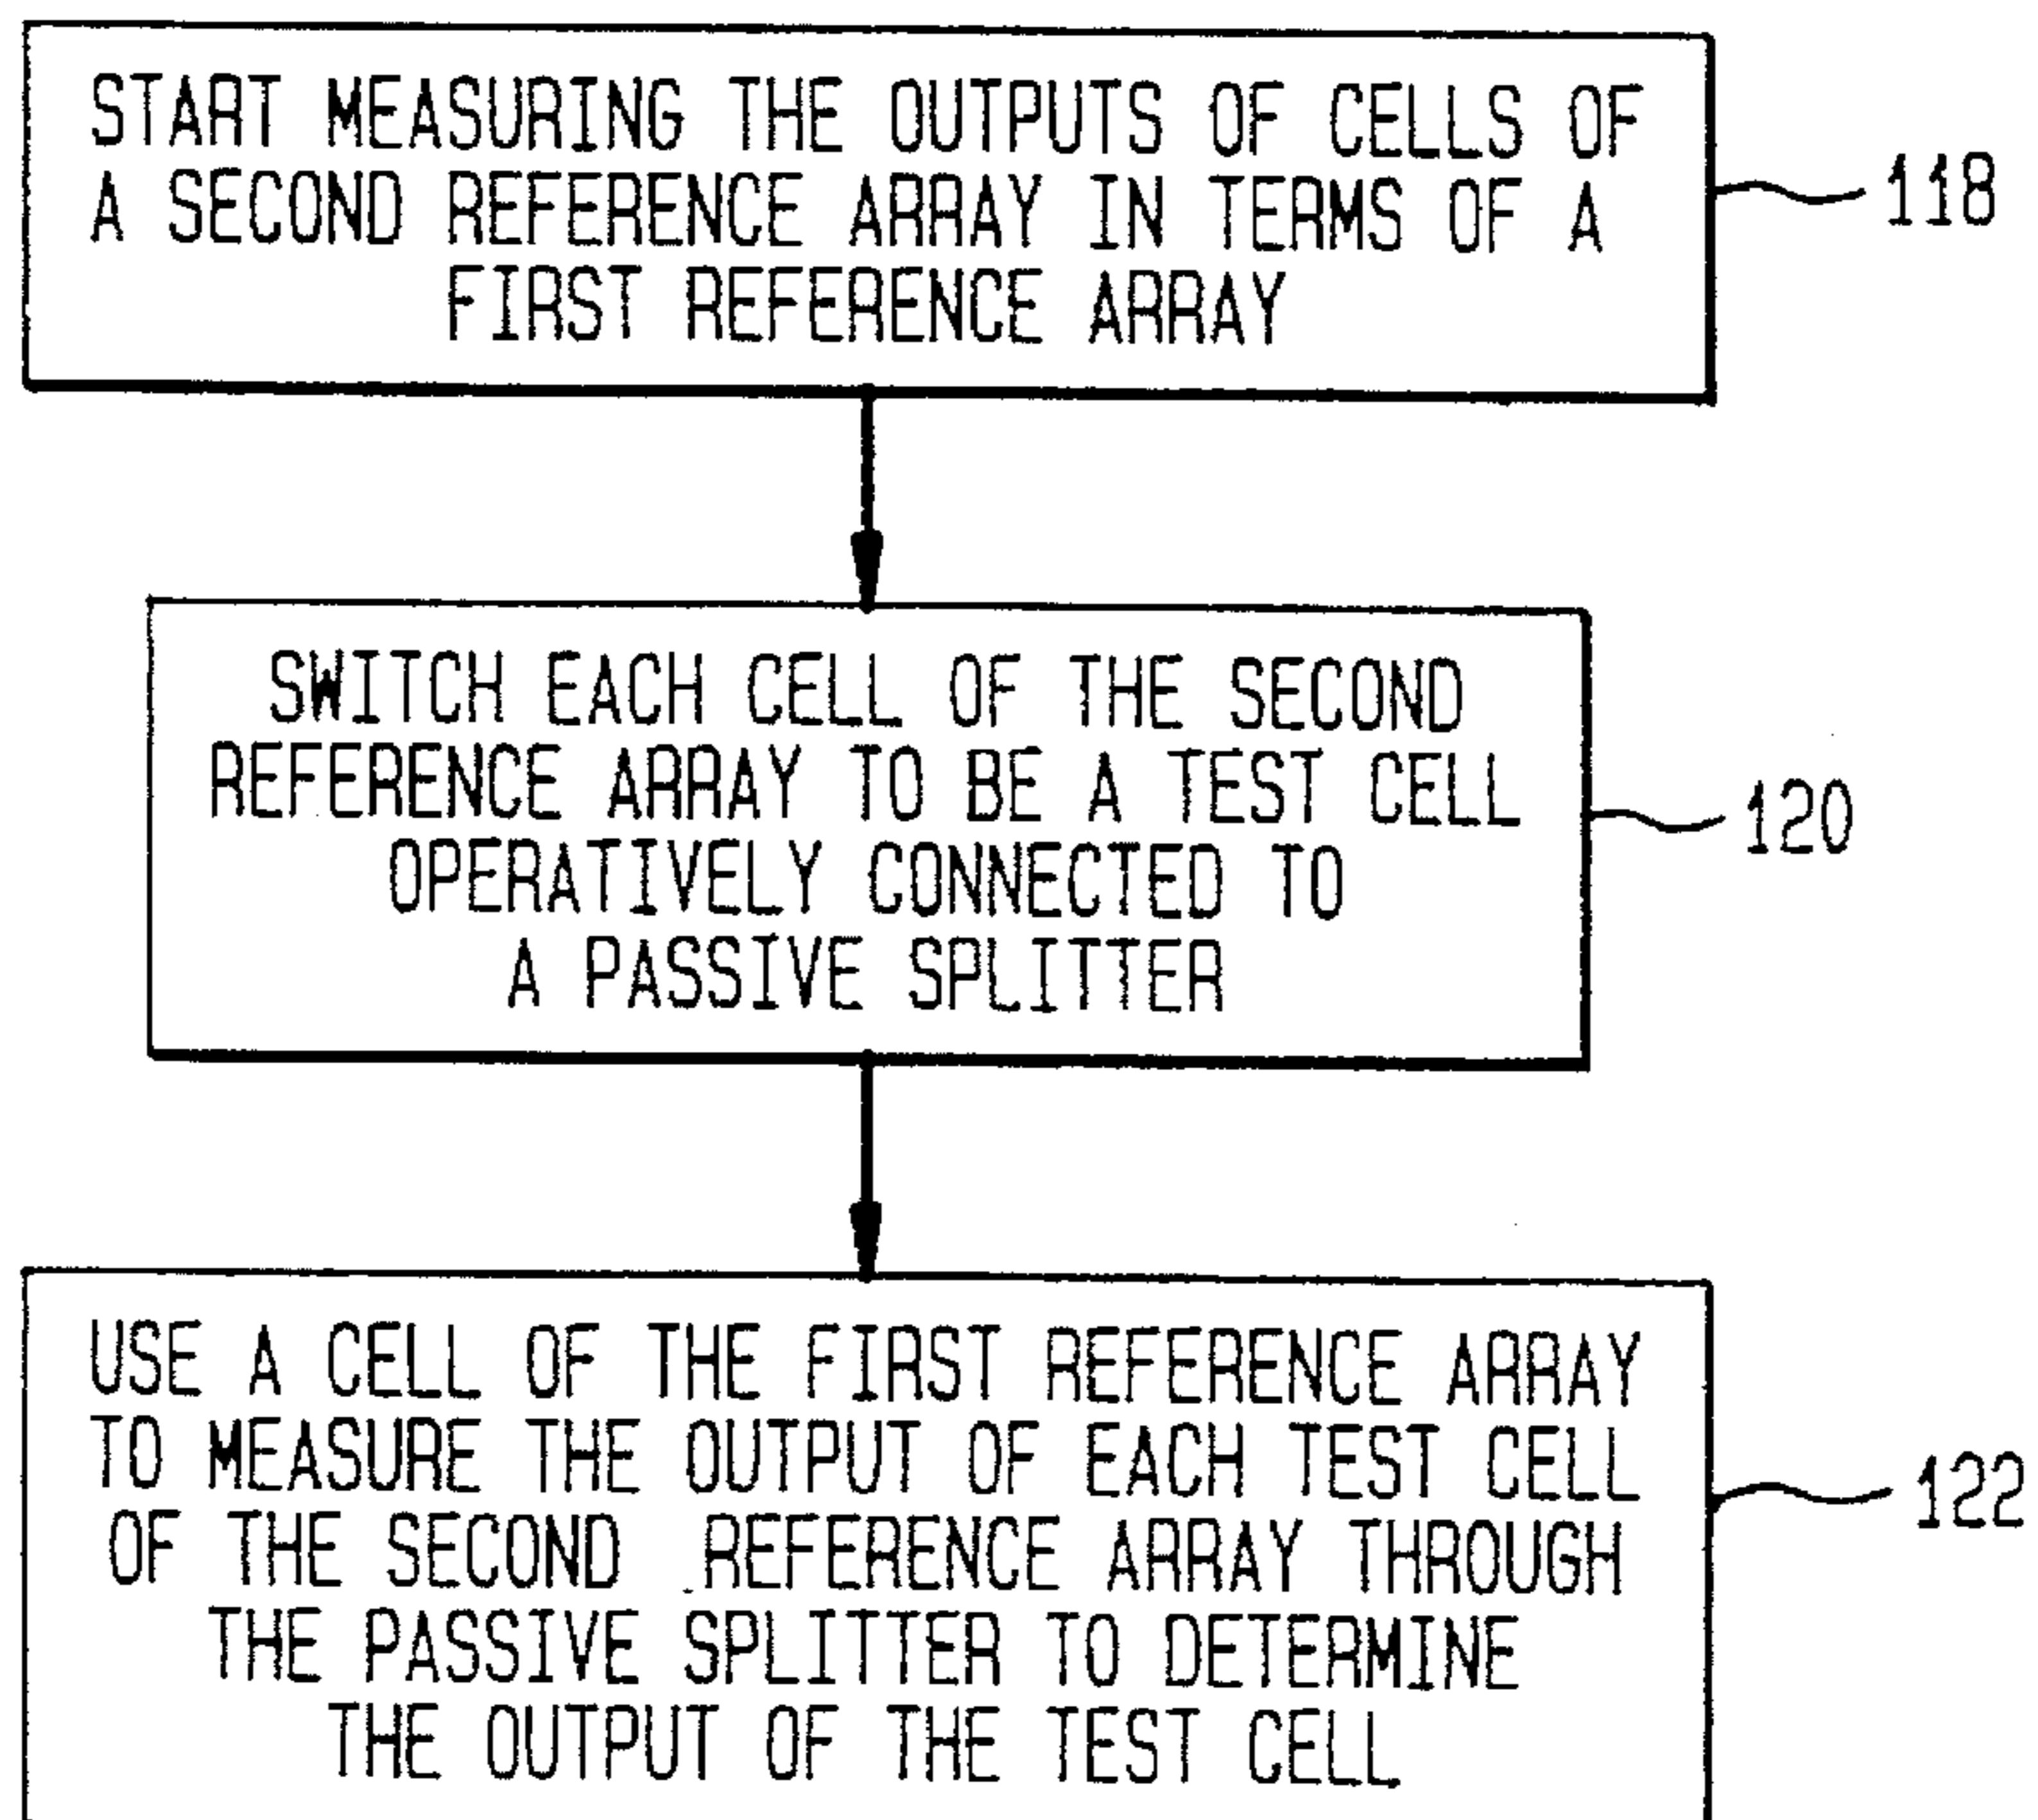 START MEASURING THE OUTPUTS OF CELLS OF
A SECOND REFERENCE ARRAY IN TERMS OF A
FIRST REFERENCE ARRAY
118
SWITCH EACH CELL OF THE SECOND
REFERENCE ARRAY TO BE A TEST CELL
OPERATIVELY CONNECTED TO
A PASSIVE SPLITTER
120
USE A CELL OF THE FIRST REFERENCE ARRAY
TO MEASURE THE OUTPUT OF EACH TEST CELL
OF THE SECOND REFERENCE ARRAY THROUGH
THE PASSIVE SPLITTER TO DETERMINE
THE OUTPUT OF THE TEST CELL
122